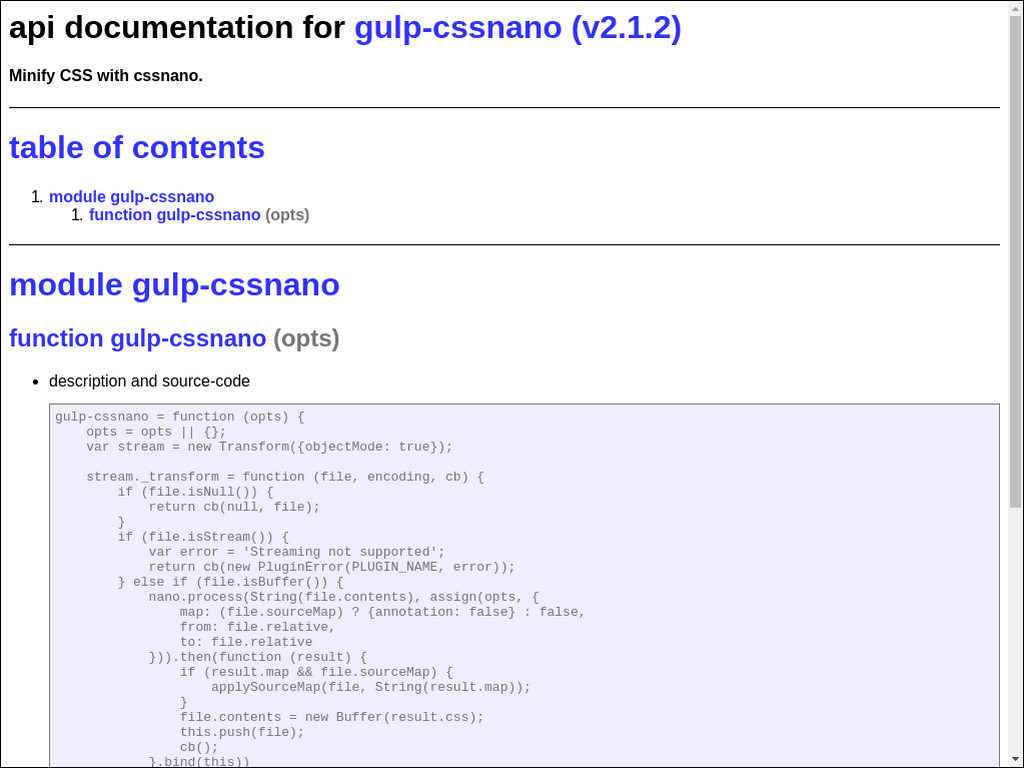 api documentation for gulp-cssnano (v2.1.2)
Minify CSS with cssnano.
table of contents
1. module gulp-cssnano
1. function gulp-cssnano (opts)
module gulp-cssnano
function gulp-cssnano (opts)
• description and source-code
gulp-cssnano = function (opts) {
    opts = opts || {};
    var stream = new Transform({objectMode: true});
    stream._transform = function (file, encoding, cb) {
        if (file.isNull()) {
            return cb(null, file);
        }
        if (file.isStream()) {
            var error = 'Streaming not supported';
            return cb(new PluginError(PLUGIN_NAME, error));
        } else if (file.isBuffer()) {
            nano.process(String(file.contents), assign(opts, {
                map: (file.sourceMap) ? {annotation: false} : false,
                from: file.relative,
                to: file.relative
            })).then(function (result) {
                if (result.map && file.sourceMap) {
                    applySourceMap(file, String(result.map));
                }
                file.contents = new Buffer(result.css);
                this.push(file);
                cb();
            }.bind(this))